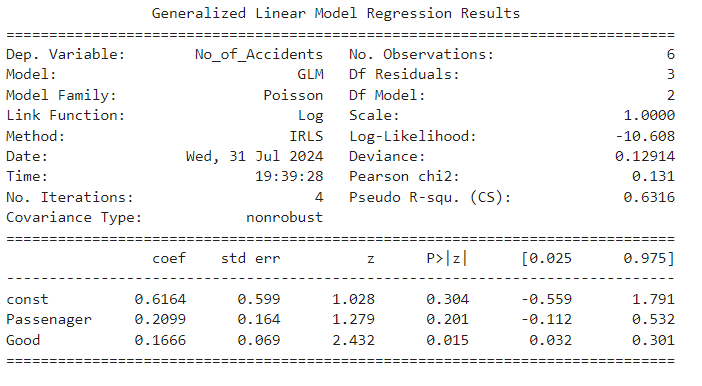 Generalized Linear Model Regression Results
==============================================================================
Dep. Variable: No_of_Accidents No. Observations: 6
Model: GLM Df Residuals: 3
Model Family: Poisson Df Model: 2
Link Function: Log Scale: 1.0000
Method: IRLS Log-Likelihood: -10.608
Date: Wed, 31 Jul 2024 Deviance: 0.12914
Time: 19:39:28 Pearson chi2: 0.131
No. Iterations: 4 Pseudo R-squ. (CS): 0.6316
Covariance Type: nonrobust
==============================================================================
coef std err z P>|z| [0.025 0.975]
------------------------------------------------------------------------------
const 0.6164 0.599 1.028 0.304 -0.559 1.791
Passenager 0.2099 0.164 1.279 0.201 -0.112 0.532
Good 0.1666 0.069 2.432 0.015 0.032 0.301
==============================================================================